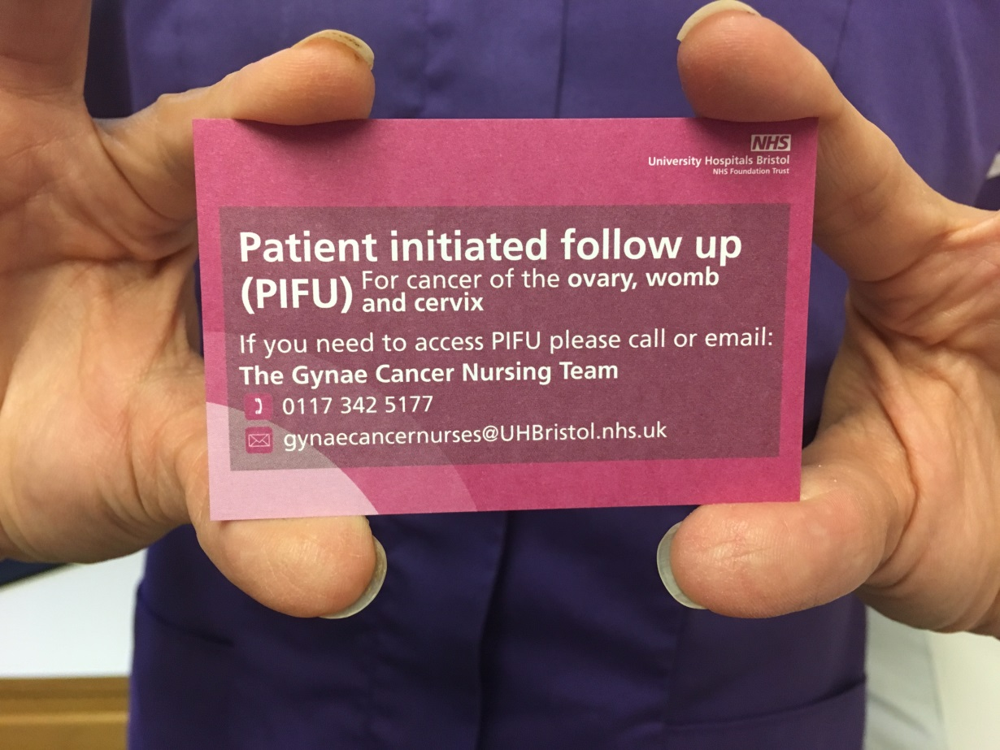 NHS
University Hospitals Bristol
NHS Foundation Trust
Patient initiated follow up
(PIFU) For cancer of the ovary, womb
and cervix
If you need to access PIFU please call or email:
The Gynae Cancer Nursing Team
0117 342 5177
gynaecancernurses@UHBristol.nhs.uk